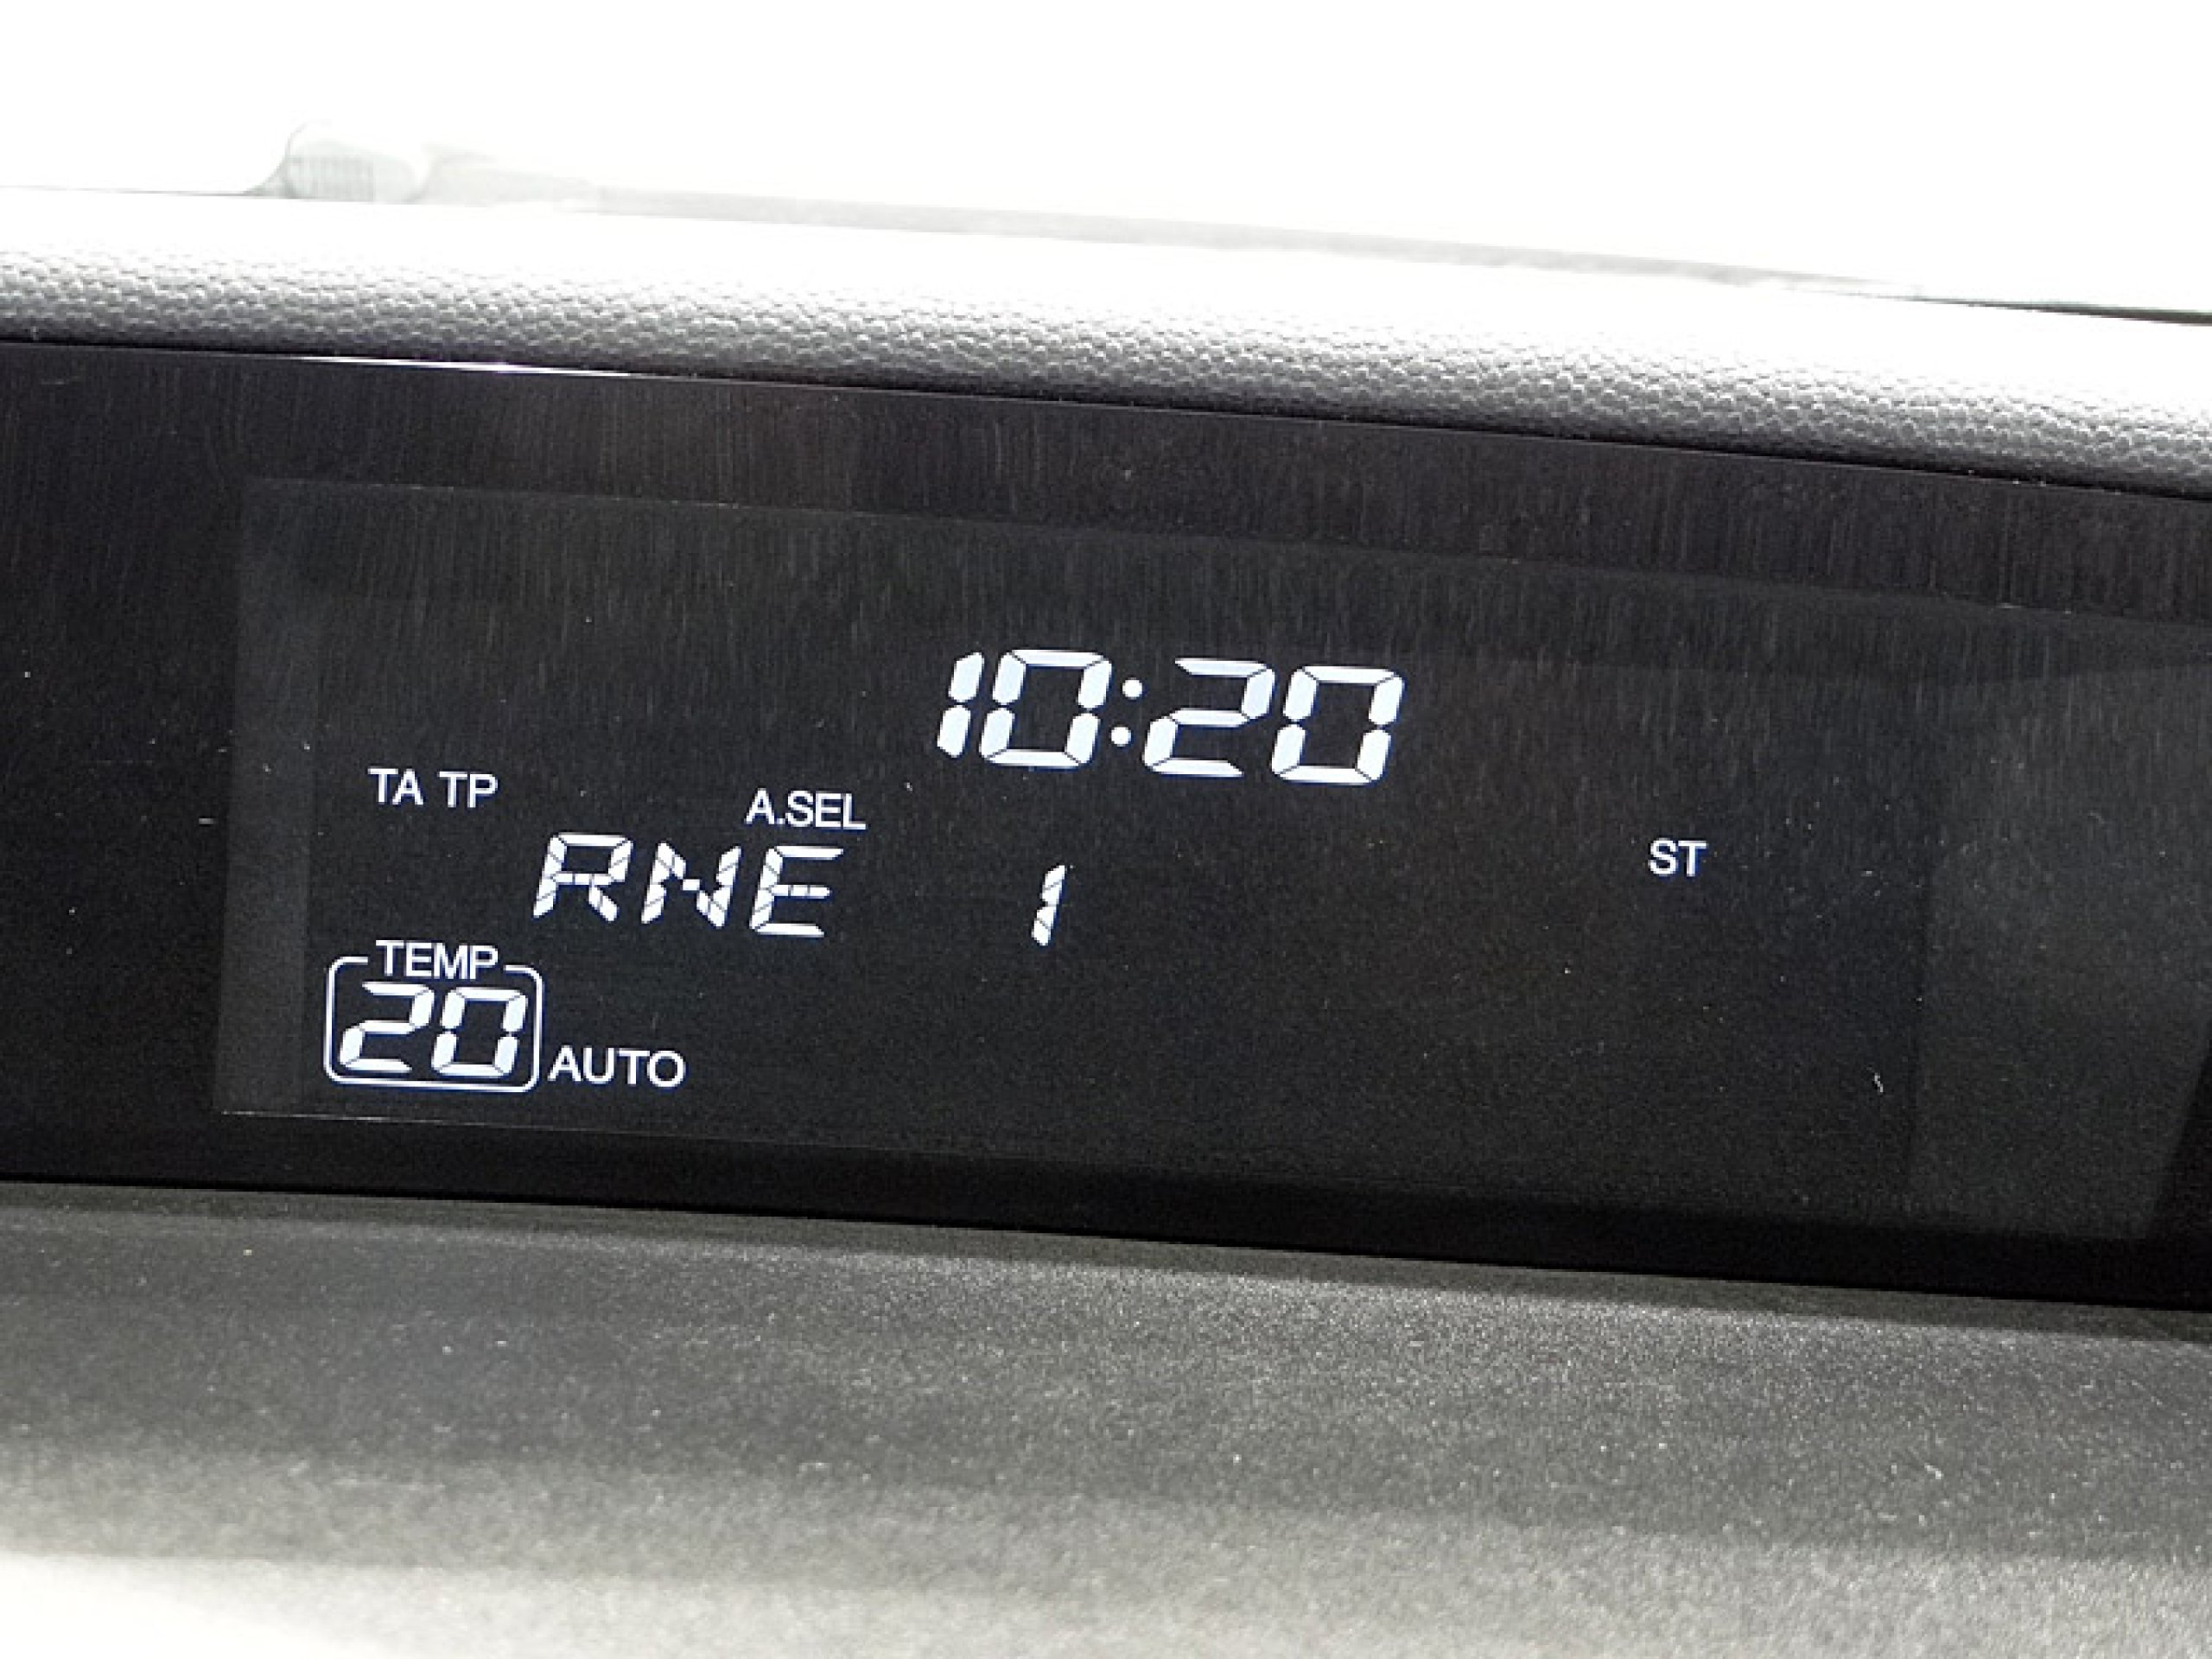 10:20
TA TP A.SEL ST
RNE 1
TEMP
20 AUTO